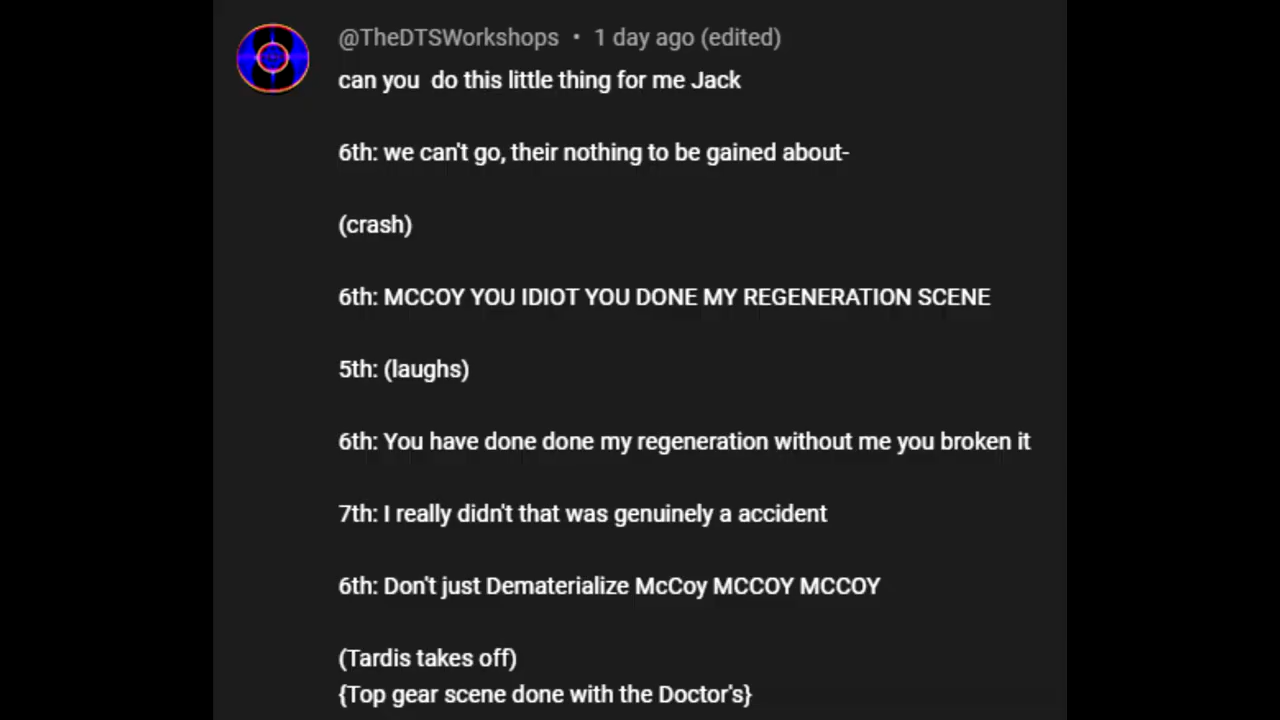 @TheDTSWorkshops • 1 day ago (edited)
can you  do this little thing for me Jack
6th: we can't go, their nothing to be gained about-
(crash)
6th: MCCOY YOU IDIOT YOU DONE MY REGENERATION SCENE
5th: (laughs)
6th: You have done done my regeneration without me you broken it
7th: I really didn't that was genuinely a accident
6th: Don't just Dematerialize McCoy MCCOY MCCOY
(Tardis takes off)
{Top gear scene done with the Doctor's}